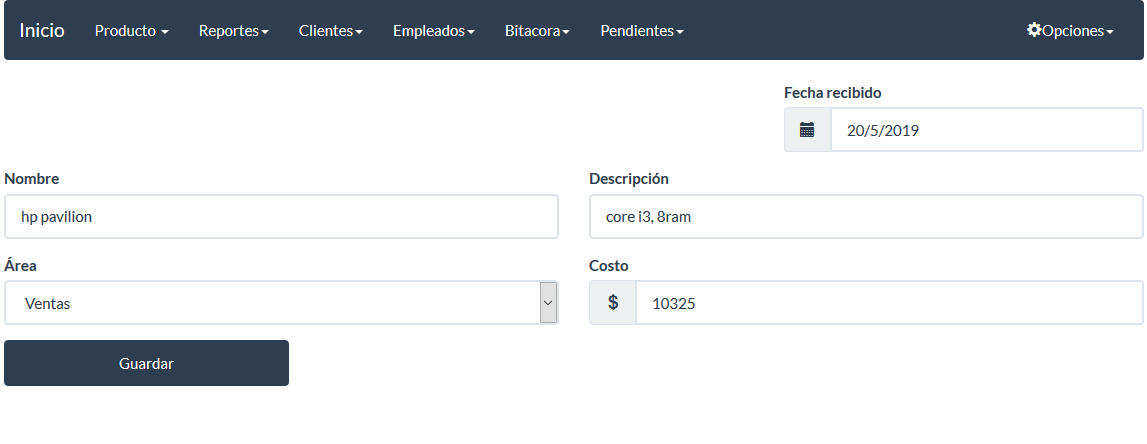 Inicio Producto Reportes Clientes Empleados Bitacora Pendientes Opciones
Fecha recibido
20/5/2019
Nombre Descripción
hp pavilion core i3, 8ram
Área Costo
Ventas $ 10325
Guardar